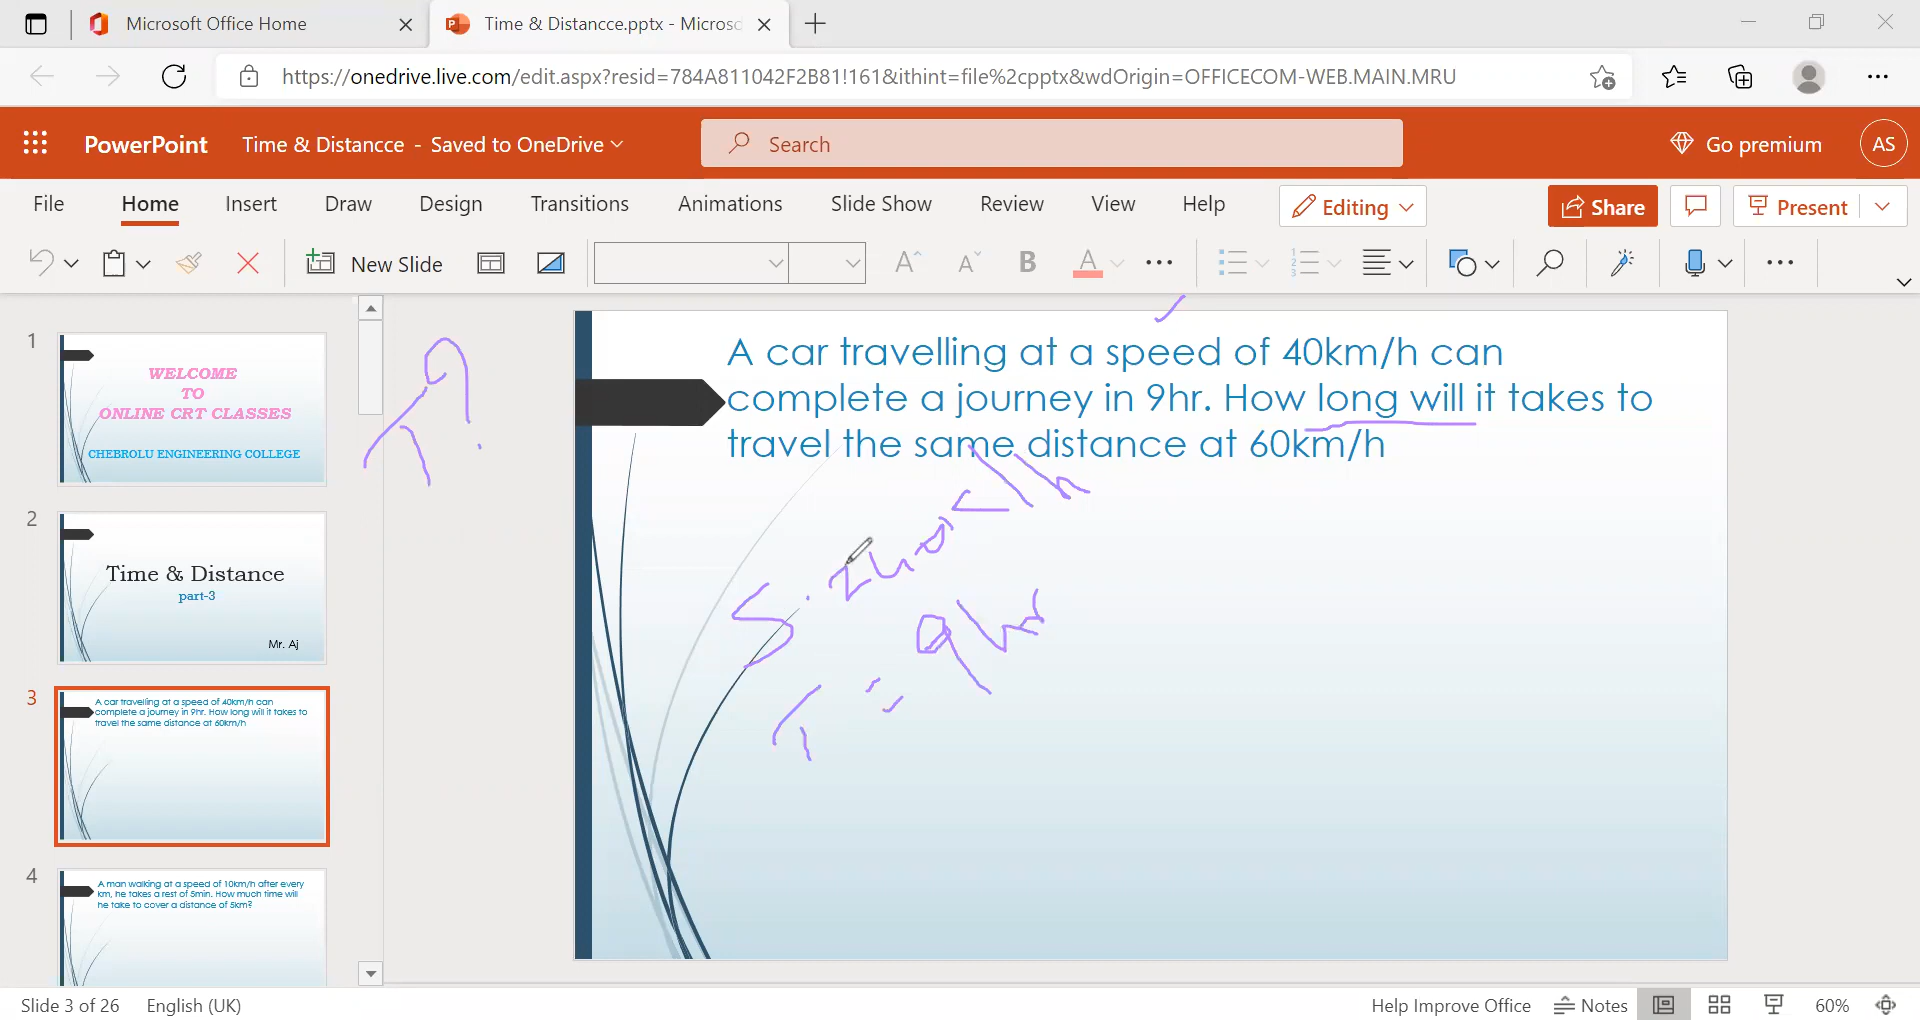 Microsoft Office Home
Time & Distancce.pptx - Microsc
https://onedrive.live.com/edit.aspx?resid=784A811042F2B81!161&ithint=file%2cpptx&wdOrigin=OFFICECOM-WEB.MAIN.MRU
PowerPoint
Time & Distancce - Saved to OneDrive
Search
Go premium
AS
File Home Insert Draw Design Transitions Animations Slide Show Review View Help
Editing
Share
Present
New Slide
1
WELCOME
TO
ONLINE CRT CLASSES
CHEBROLU ENGINEERING COLLEGE
2
Time & Distance
part-3
Mr. Aj
3
A car travelling at a speed of 40km/h can
complete a journey in 9hr. How long will it takes to
travel the same distance at 60km/h
4
A man walking at a speed of 10km/h after every
km, he takes a rest of 5min. How much time will
he take to cover a distance of 5km?
T?
A car travelling at a speed of 40km/h can
complete a journey in 9hr. How long will it takes to
travel the same distance at 60km/h
T = 9hr
Slide 3 of 26
English (UK)
Help Improve Office
Notes
60%